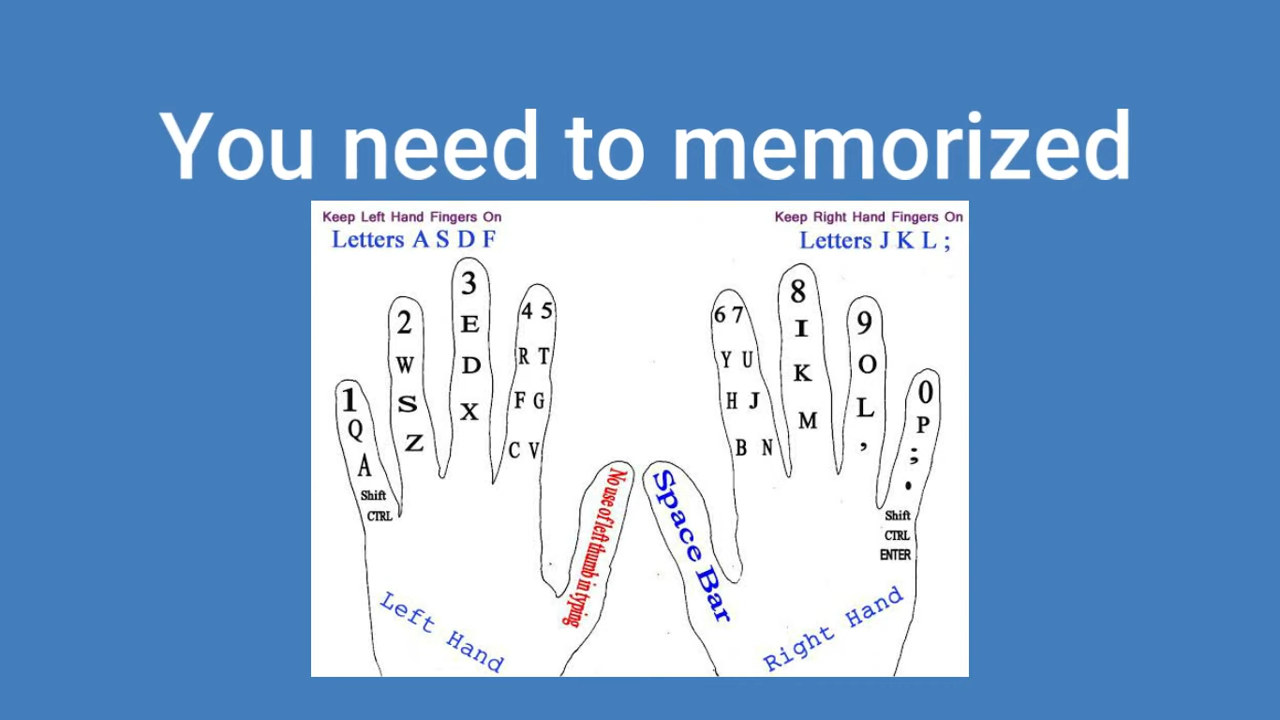 You need to memorized
Keep Left Hand Fingers On
Letters A S D F
Keep Right Hand Fingers On
Letters J K L ;
1
Q
A
Shift
CTRL
2
W
S
Z
3
E
D
X
4 5
R T
F G
C V
No use of left thumb in typing
Left Hand
Space Bar
6 7
Y U
H J
B N
8
I
K
M
9
O
L
,
0
P
;
.
Shift
CTRL
ENTER
Right Hand